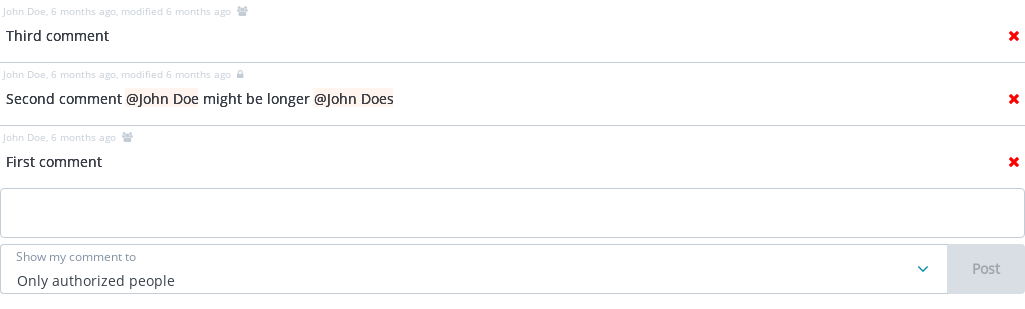 John Doe, 6 months ago, modified 6 months ago
Third comment
John Doe, 6 months ago, modified 6 months ago
Second comment @John Doe might be longer @John Does
John Doe, 6 months ago
First comment
Show my comment to
Only authorized people
Post